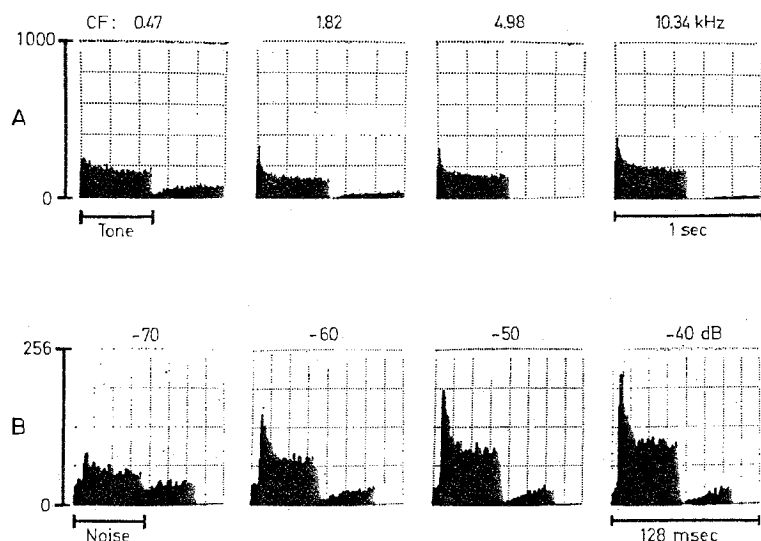 CF: 0.47 1.82 4.98 10.34 kHz
1000
A
0
Tone
1 sec
-70 -60 -50 -40 dB
256
B
0
Noise
128 msec